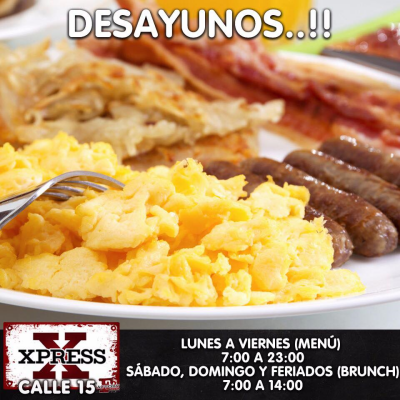 DESAYUNOS..!!
XPRESS
X
CALLE 15
LUNES A VIERNES (MENÚ)
7:00 A 23:00
SÁBADO, DOMINGO Y FERIADOS (BRUNCH)
7:00 A 14:00